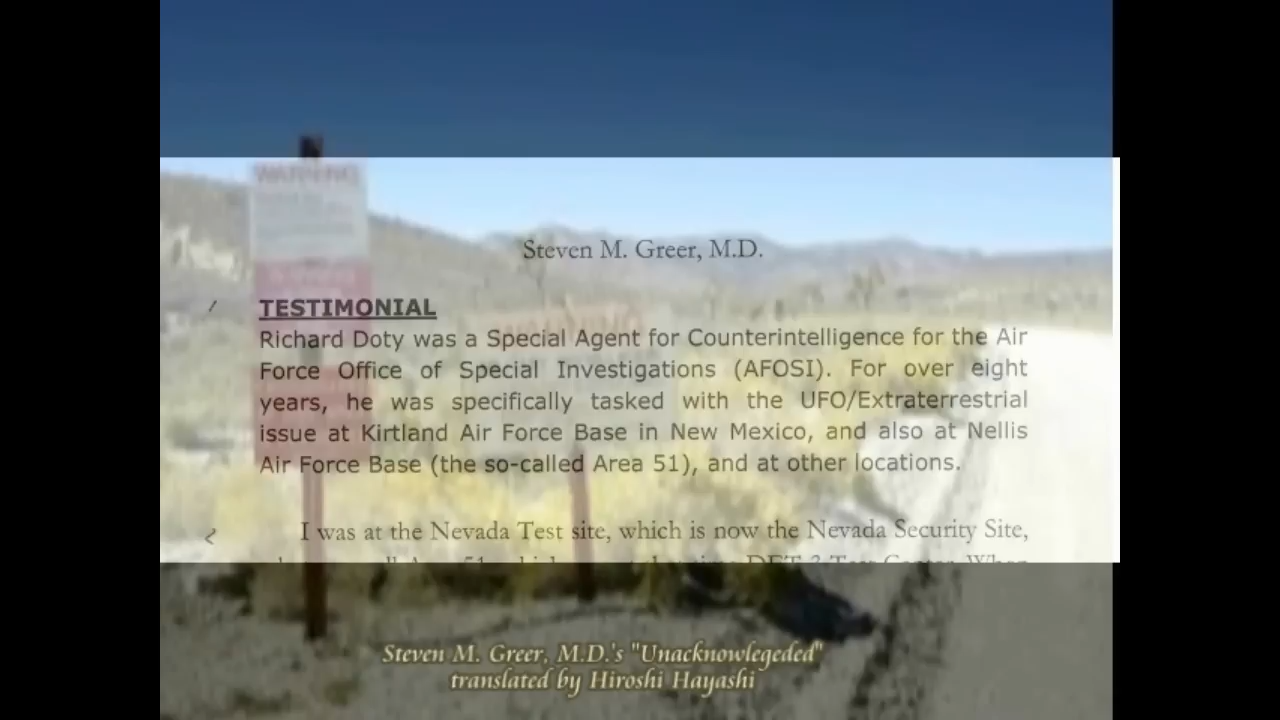 WARNING
Steven M. Greer, M.D.
TESTIMONIAL
Richard Doty was a Special Agent for Counterintelligence for the Air
Force Office of Special Investigations (AFOSI). For over eight
years, he was specifically tasked with the UFO/Extraterrestrial
issue at Kirtland Air Force Base in New Mexico, and also at Nellis
Air Force Base (the so-called Area 51), and at other locations.
I was at the Nevada Test site, which is now the Nevada Security Site,
Steven M. Greer, M.D.'s "Unacknowlegeded"
translated by Hiroshi Hayashi